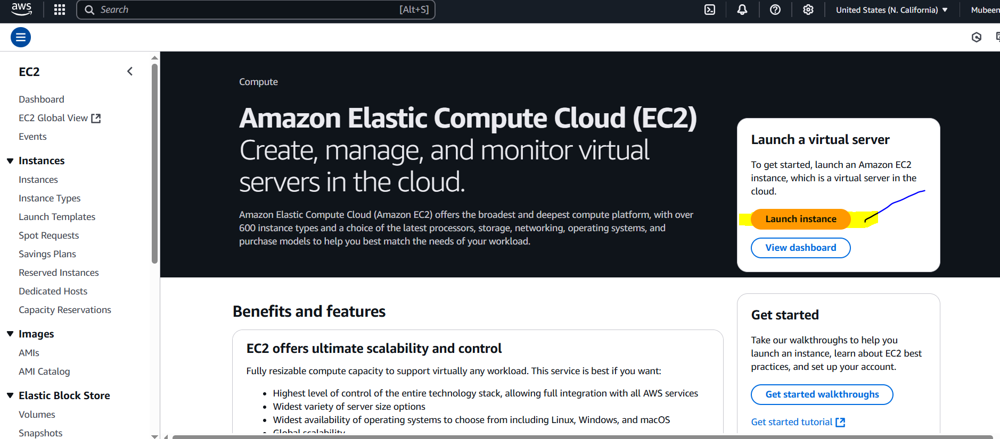 aws
Search
[Alt+S]
United States (N. California)
Mubeen
EC2
Dashboard
EC2 Global View
Events
Instances
Instances
Instance Types
Launch Templates
Spot Requests
Savings Plans
Reserved Instances
Dedicated Hosts
Capacity Reservations
Images
AMIs
AMI Catalog
Elastic Block Store
Volumes
Snapshots
Compute
Amazon Elastic Compute Cloud (EC2)
Create, manage, and monitor virtual
servers in the cloud.
Amazon Elastic Compute Cloud (Amazon EC2) offers the broadest and deepest compute platform, with over
600 instance types and a choice of the latest processors, storage, networking, operating systems, and
purchase models to help you best match the needs of your workload.
Launch a virtual server
To get started, launch an Amazon EC2
instance, which is a virtual server in the
cloud.
Launch instance
View dashboard
Benefits and features
EC2 offers ultimate scalability and control
Fully resizable compute capacity to support virtually any workload. This service is best if you want:
• Highest level of control of the entire technology stack, allowing full integration with all AWS services
• Widest variety of server size options
• Widest availability of operating systems to choose from including Linux, Windows, and macOS
• Global scalability
Get started
Take our walkthroughs to help you
launch an instance, learn about EC2 best
practices, and set up your account.
Get started walkthroughs
Get started tutorial